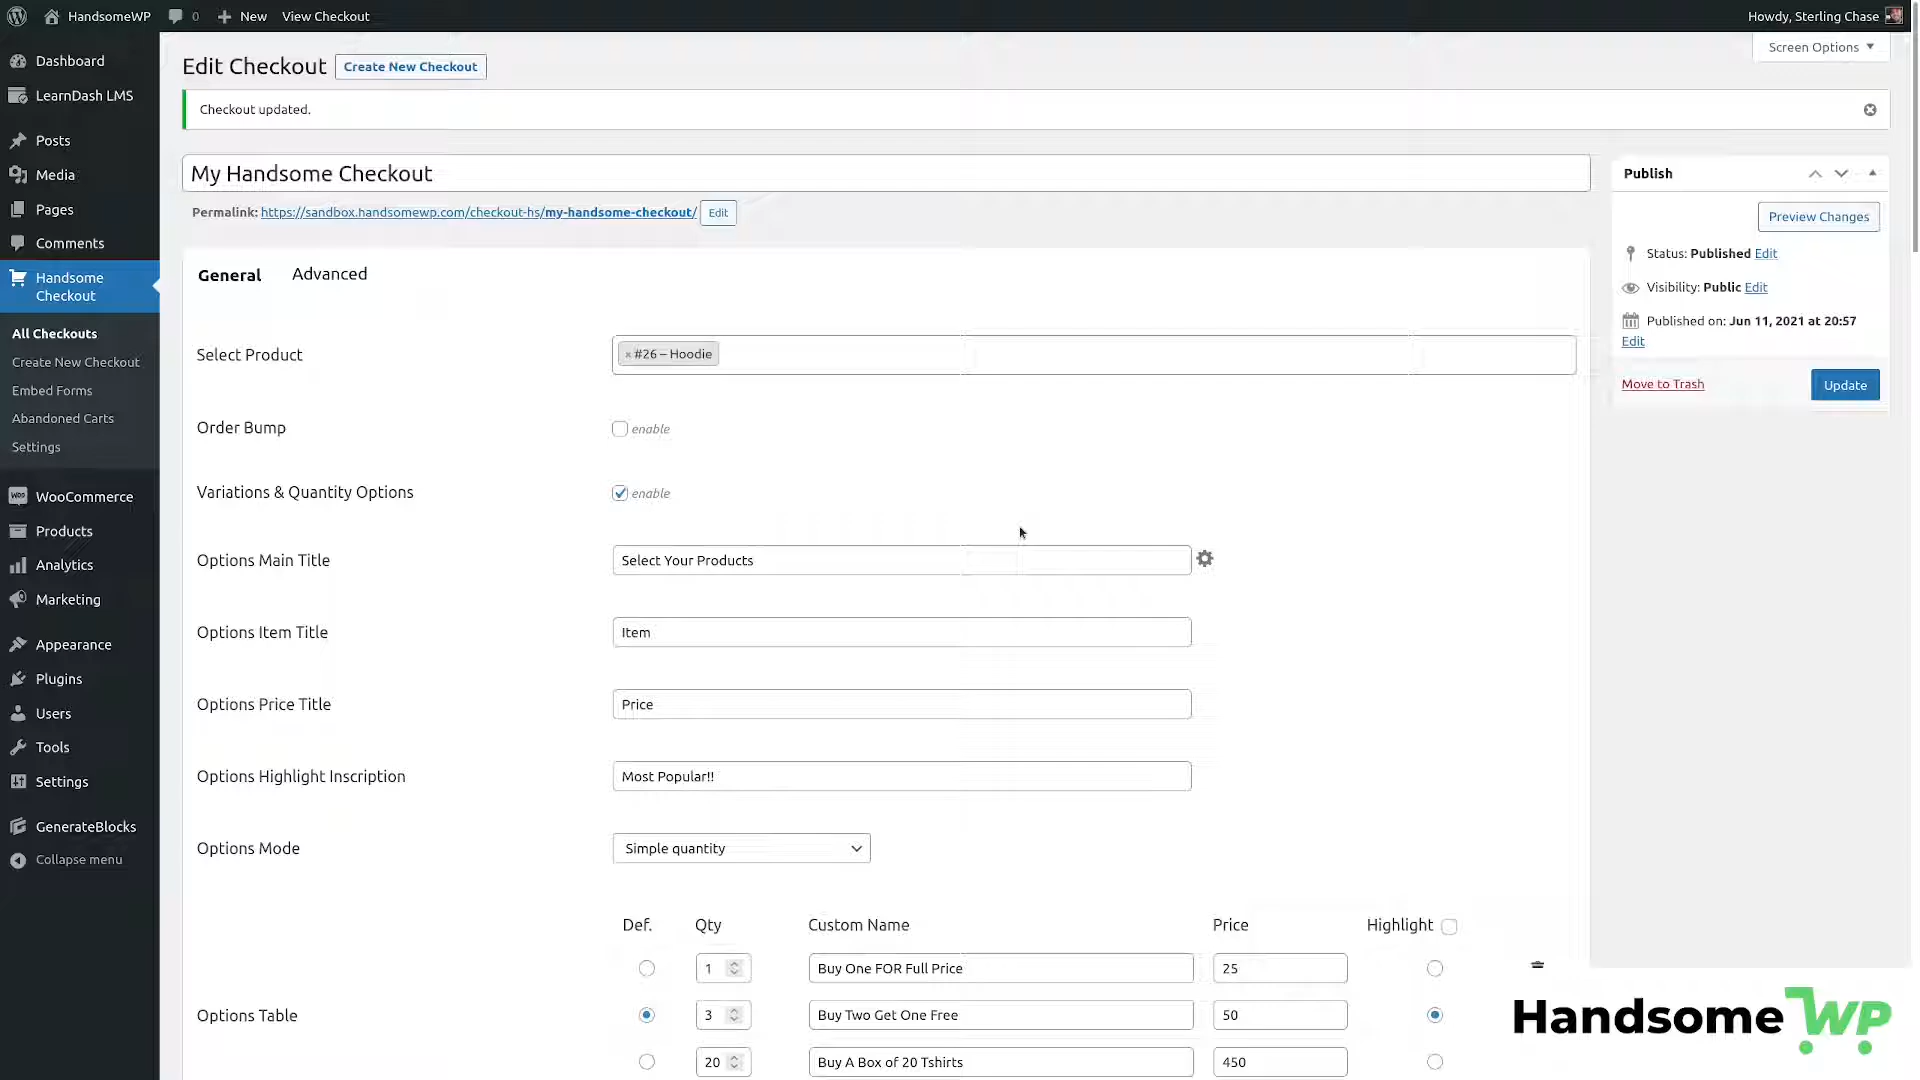 HandsomeWP 0 New View Checkout Howdy, Sterling Chase
Screen Options
Dashboard
LearnDash LMS
Posts
Media
Pages
Comments
Handsome
Checkout
All Checkouts
Create New Checkout
Embed Forms
Abandoned Carts
Settings
WooCommerce
Products
Analytics
Marketing
Appearance
Plugins
Users
Tools
Settings
GenerateBlocks
Collapse menu
Edit Checkout Create New Checkout
Checkout updated.
My Handsome Checkout
Permalink: https://sandbox.handsomewp.com/checkout-hs/my-handsome-checkout/ Edit
General Advanced
Select Product × #26 – Hoodie
Order Bump enable
Variations & Quantity Options enable
Options Main Title Select Your Products
Options Item Title Item
Options Price Title Price
Options Highlight Inscription Most Popular!!
Options Mode Simple quantity
Def. Qty Custom Name Price Highlight
1 Buy One FOR Full Price 25
Options Table 3 Buy Two Get One Free 50
20 Buy A Box of 20 Tshirts 450
Publish
Preview Changes
Status: Published Edit
Visibility: Public Edit
Published on: Jun 11, 2021 at 20:57
Edit
Move to Trash Update
Handsome WP